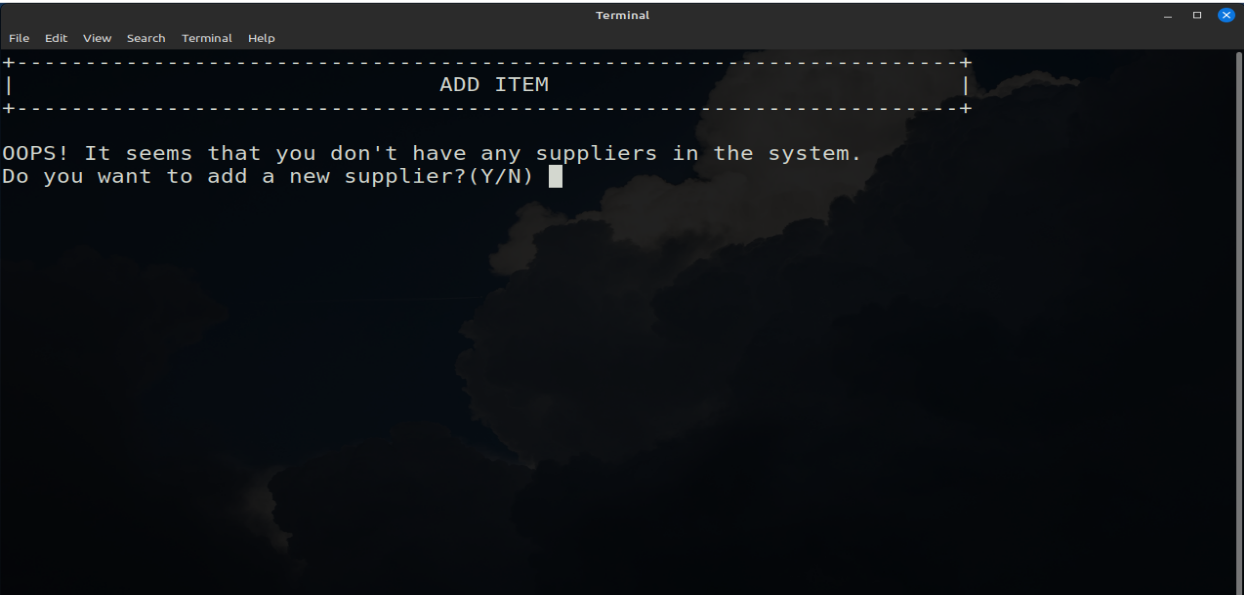 Terminal
File Edit View Search Terminal Help
+----------------------------------------------------------------------+
| ADD ITEM |
+----------------------------------------------------------------------+
OOPS! It seems that you don't have any suppliers in the system.
Do you want to add a new supplier?(Y/N)